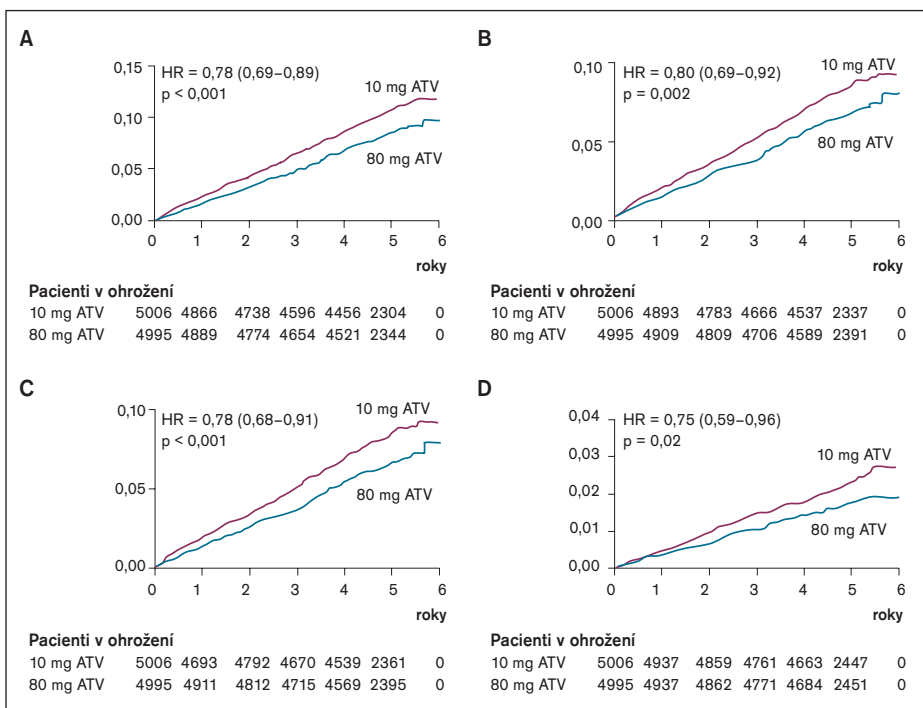 A
0,15
HR = 0,78 (0,69–0,89)
p < 0,001
10 mg ATV
0,10
80 mg ATV
0,05
0,00
0 1 2 3 4 5 6
roky
Pacienti v ohrožení
10 mg ATV 5006 4866 4738 4596 4456 2304 0
80 mg ATV 4995 4889 4774 4654 4521 2344 0
B
0,10
HR = 0,80 (0,69–0,92)
p = 0,002
10 mg ATV
0,05
80 mg ATV
0,00
0 1 2 3 4 5 6
roky
Pacienti v ohrožení
10 mg ATV 5006 4893 4783 4666 4537 2337 0
80 mg ATV 4995 4909 4809 4706 4589 2391 0
C
0,10
HR = 0,78 (0,68–0,91)
p < 0,001
10 mg ATV
0,05
80 mg ATV
0,00
0 1 2 3 4 5 6
roky
Pacienti v ohrožení
10 mg ATV 5006 4693 4792 4670 4539 2361 0
80 mg ATV 4995 4911 4812 4715 4569 2395 0
D
0,04
HR = 0,75 (0,59–0,96)
p = 0,02
0,03
10 mg ATV
0,02
80 mg ATV
0,01
0,00
0 1 2 3 4 5 6
roky
Pacienti v ohrožení
10 mg ATV 5006 4937 4859 4761 4663 2447 0
80 mg ATV 4995 4937 4862 4771 4684 2451 0